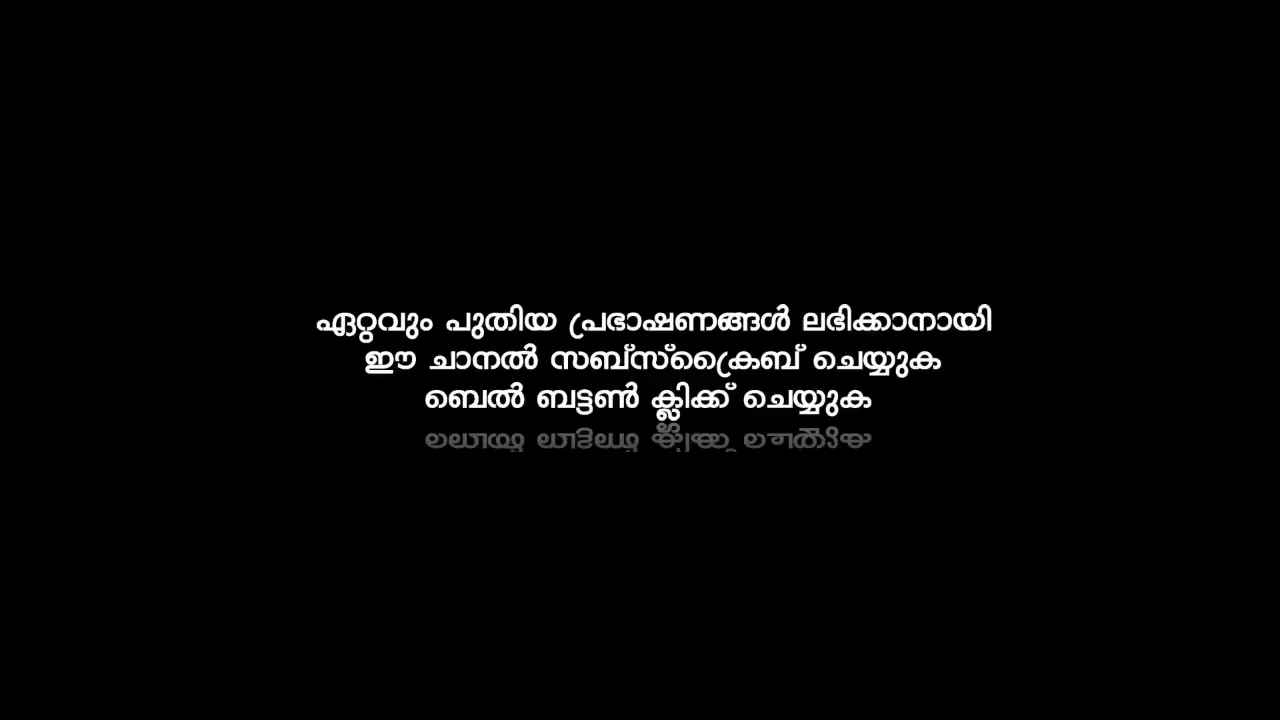 ഏറ്റവും പുതിയ പ്രഭാഷണങ്ങൾ ലഭിക്കാനായി
ഈ ചാനൽ സബ്സ്ക്രൈബ് ചെയ്യുക
ബെൽ ബട്ടൺ ക്ലിക്ക് ചെയ്യുക